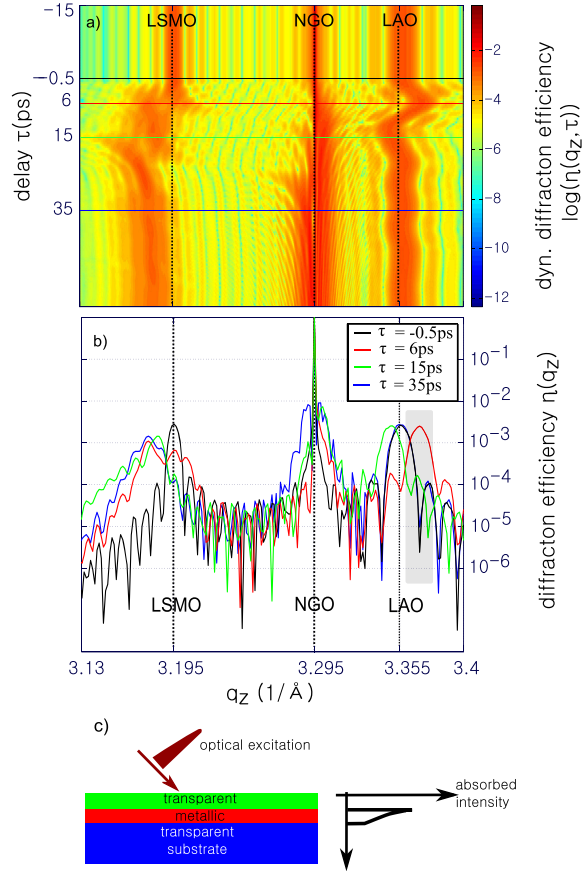 -15
a)
LSMO
NGO
LAO
-0.5
6
15
35
delay τ(ps)
-2
-4
-6
-8
-10
-12
dyn. diffracton efficiency
log(η(qz,τ))
b)
τ = -0.5ps
τ = 6ps
τ = 15ps
τ = 35ps
10-1
10-2
10-3
10-4
10-5
10-6
diffraction efficiency η(qz)
LSMO
NGO
LAO
3.13
3.195
3.295
3.355
3.4
qz (1/Å)
c)
optical excitation
transparent
metallic
transparent
substrate
absorbed
intensity